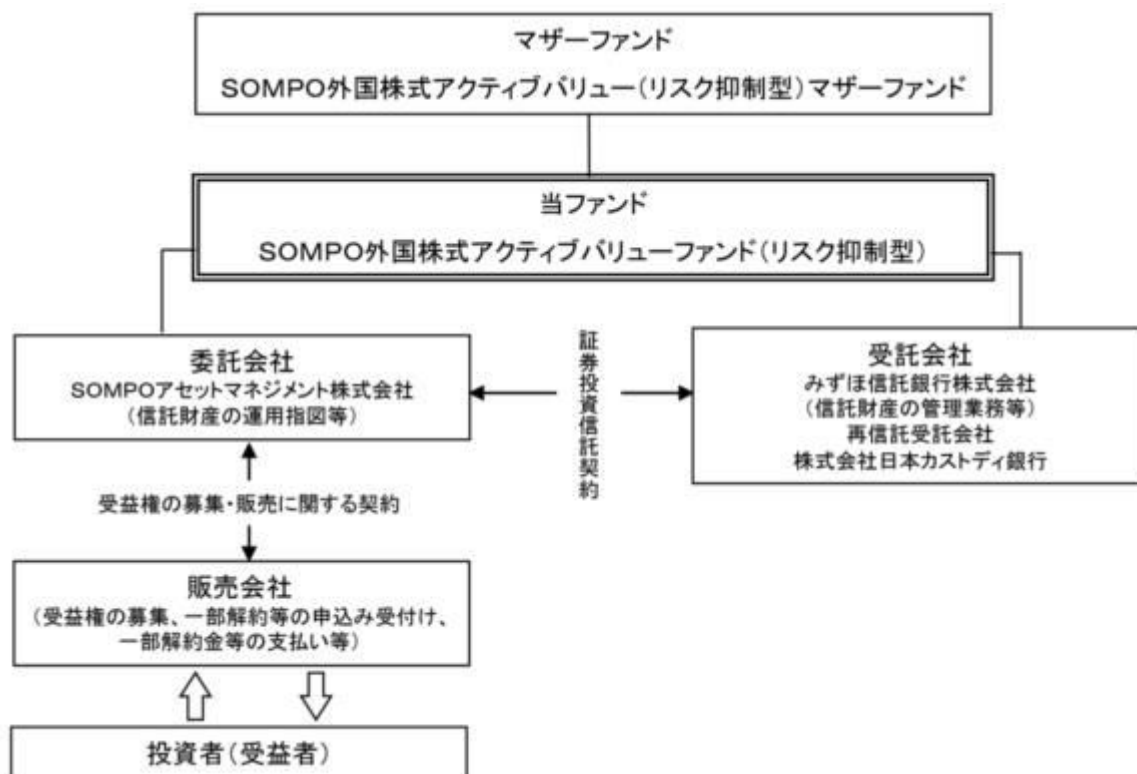 マザーファンド
SOMPO外国株式アクティブバリュー(リスク抑制型)マザーファンド
当ファンド
SOMPO外国株式アクティブバリューファンド(リスク抑制型)
委託会社
SOMPOアセットマネジメント株式会社
(信託財産の運用指図等)
証券投資信託契約
受託会社
みずほ信託銀行株式会社
(信託財産の管理業務等)
再信託受託会社
株式会社日本カストディ銀行
受益権の募集・販売に関する契約
販売会社
(受益権の募集、一部解約等の申込み受付け、
一部解約金等の支払い等)
投資者(受益者)